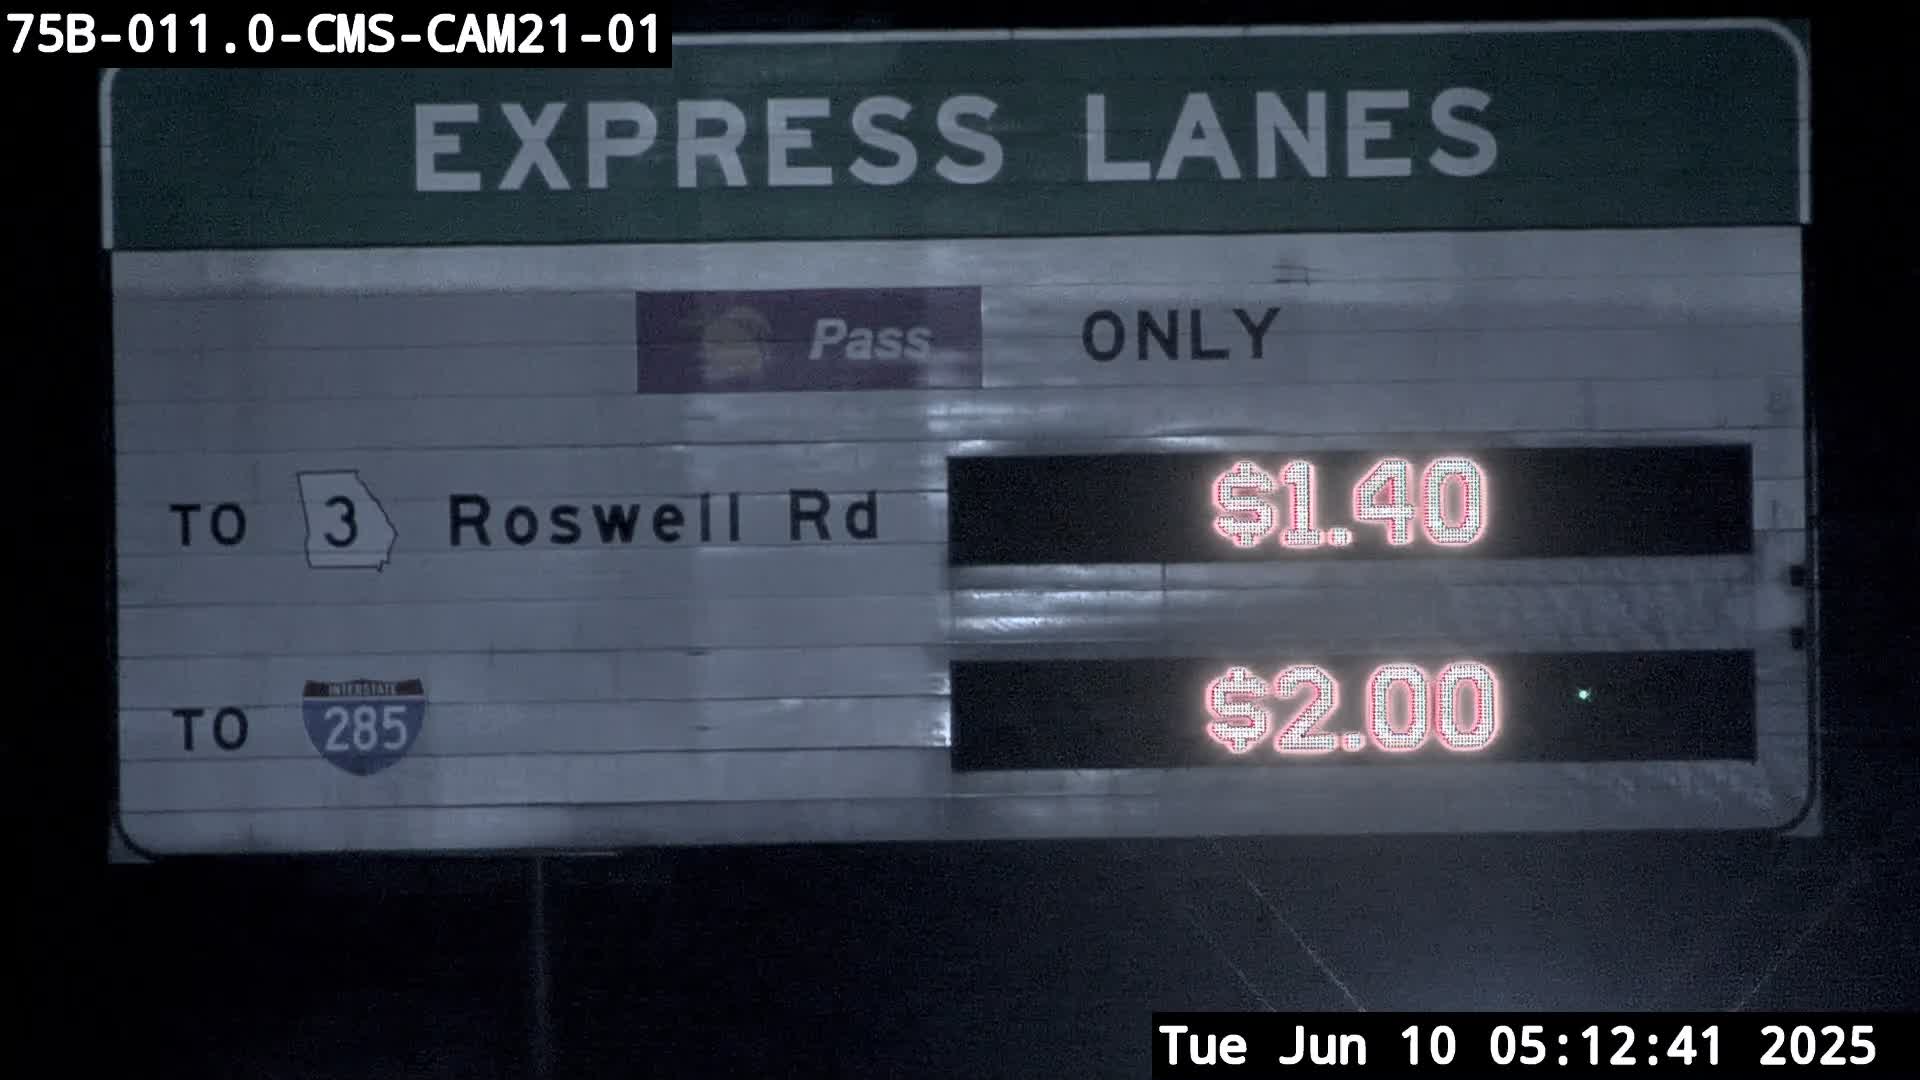 75B-011.0-CMS-CAM21-01
EXPRESS LANES
Pass ONLY
TO 3 Roswell Rd $1.40
INTERSTATE
TO 285 $2.00
Tue Jun 10 05:12:41 2025